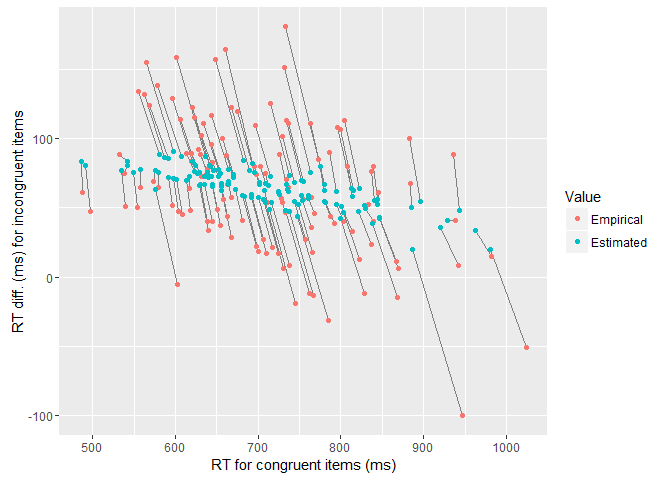 RT diff. (ms) for incongruent items
100
0
-100
500 600 700 800 900 1000
RT for congruent items (ms)
Value
Empirical
Estimated